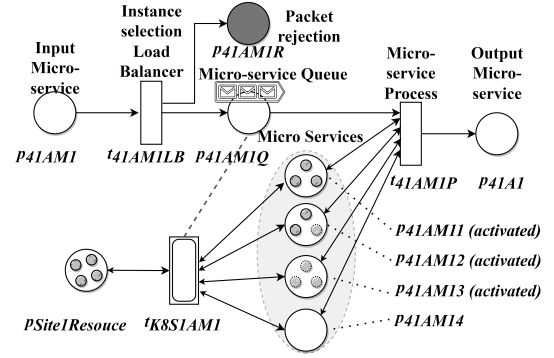 Input
Micro-
service
Instance
selection
Load
Balancer
Packet
rejection
p41AM1R
Micro-service Queue
Micro-
service
Process
Output
Micro-
service
p41AM1
t41AM1LB
p41AM1Q
Micro Services
t41AM1P
p41A1
p41AM11 (activated)
p41AM12 (activated)
p41AM13 (activated)
p41AM14
pSite1Resouce
tK8S1AM1